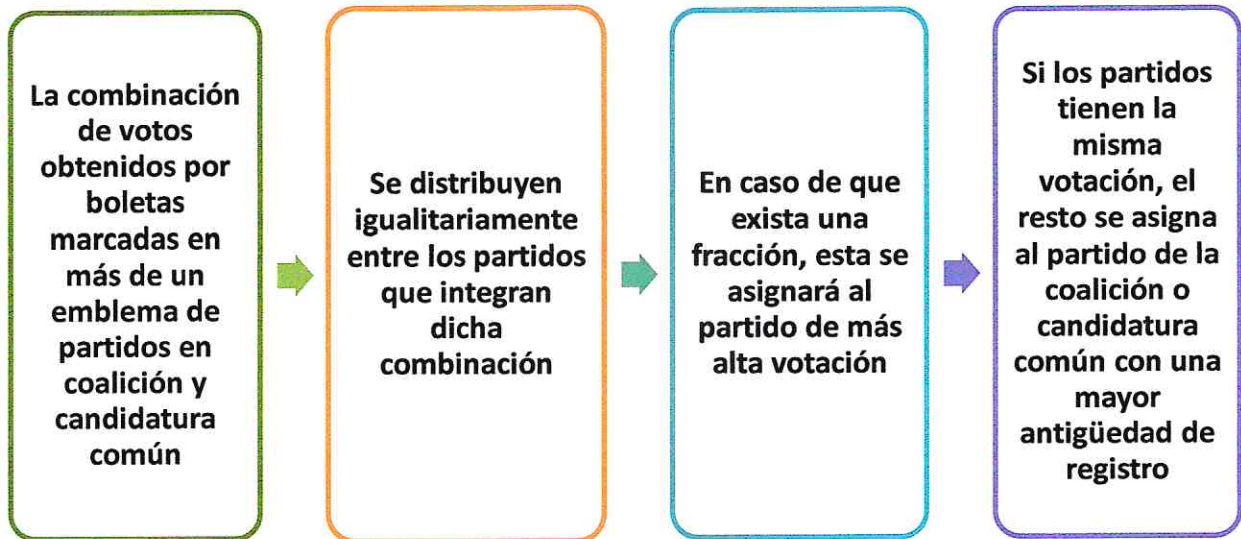 La combinación
de votos
obtenidos por
boletas
marcadas en
más de un
emblema de
partidos en
coalición y
candidatura
común
Se distribuyen
igualitariamente
entre los partidos
que integran
dicha
combinación
En caso de que
exista una
fracción, esta se
asignará al
partido de más
alta votación
Si los partidos
tienen la
misma
votación, el
resto se asigna
al partido de la
coalición o
candidatura
común con una
mayor
antigüedad de
registro